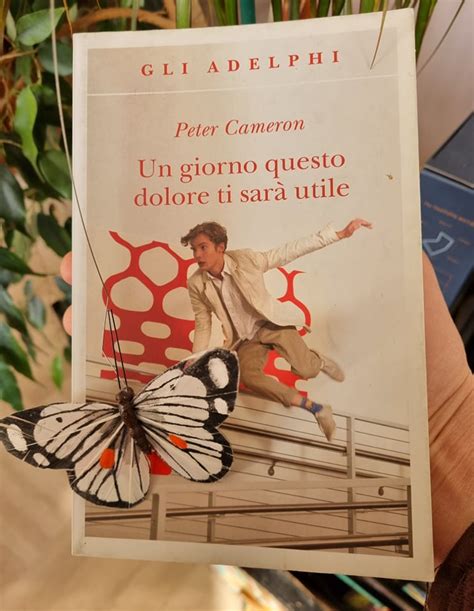 GLI ADELPHI
Peter Cameron
Un giorno questo
dolore ti sarà utile